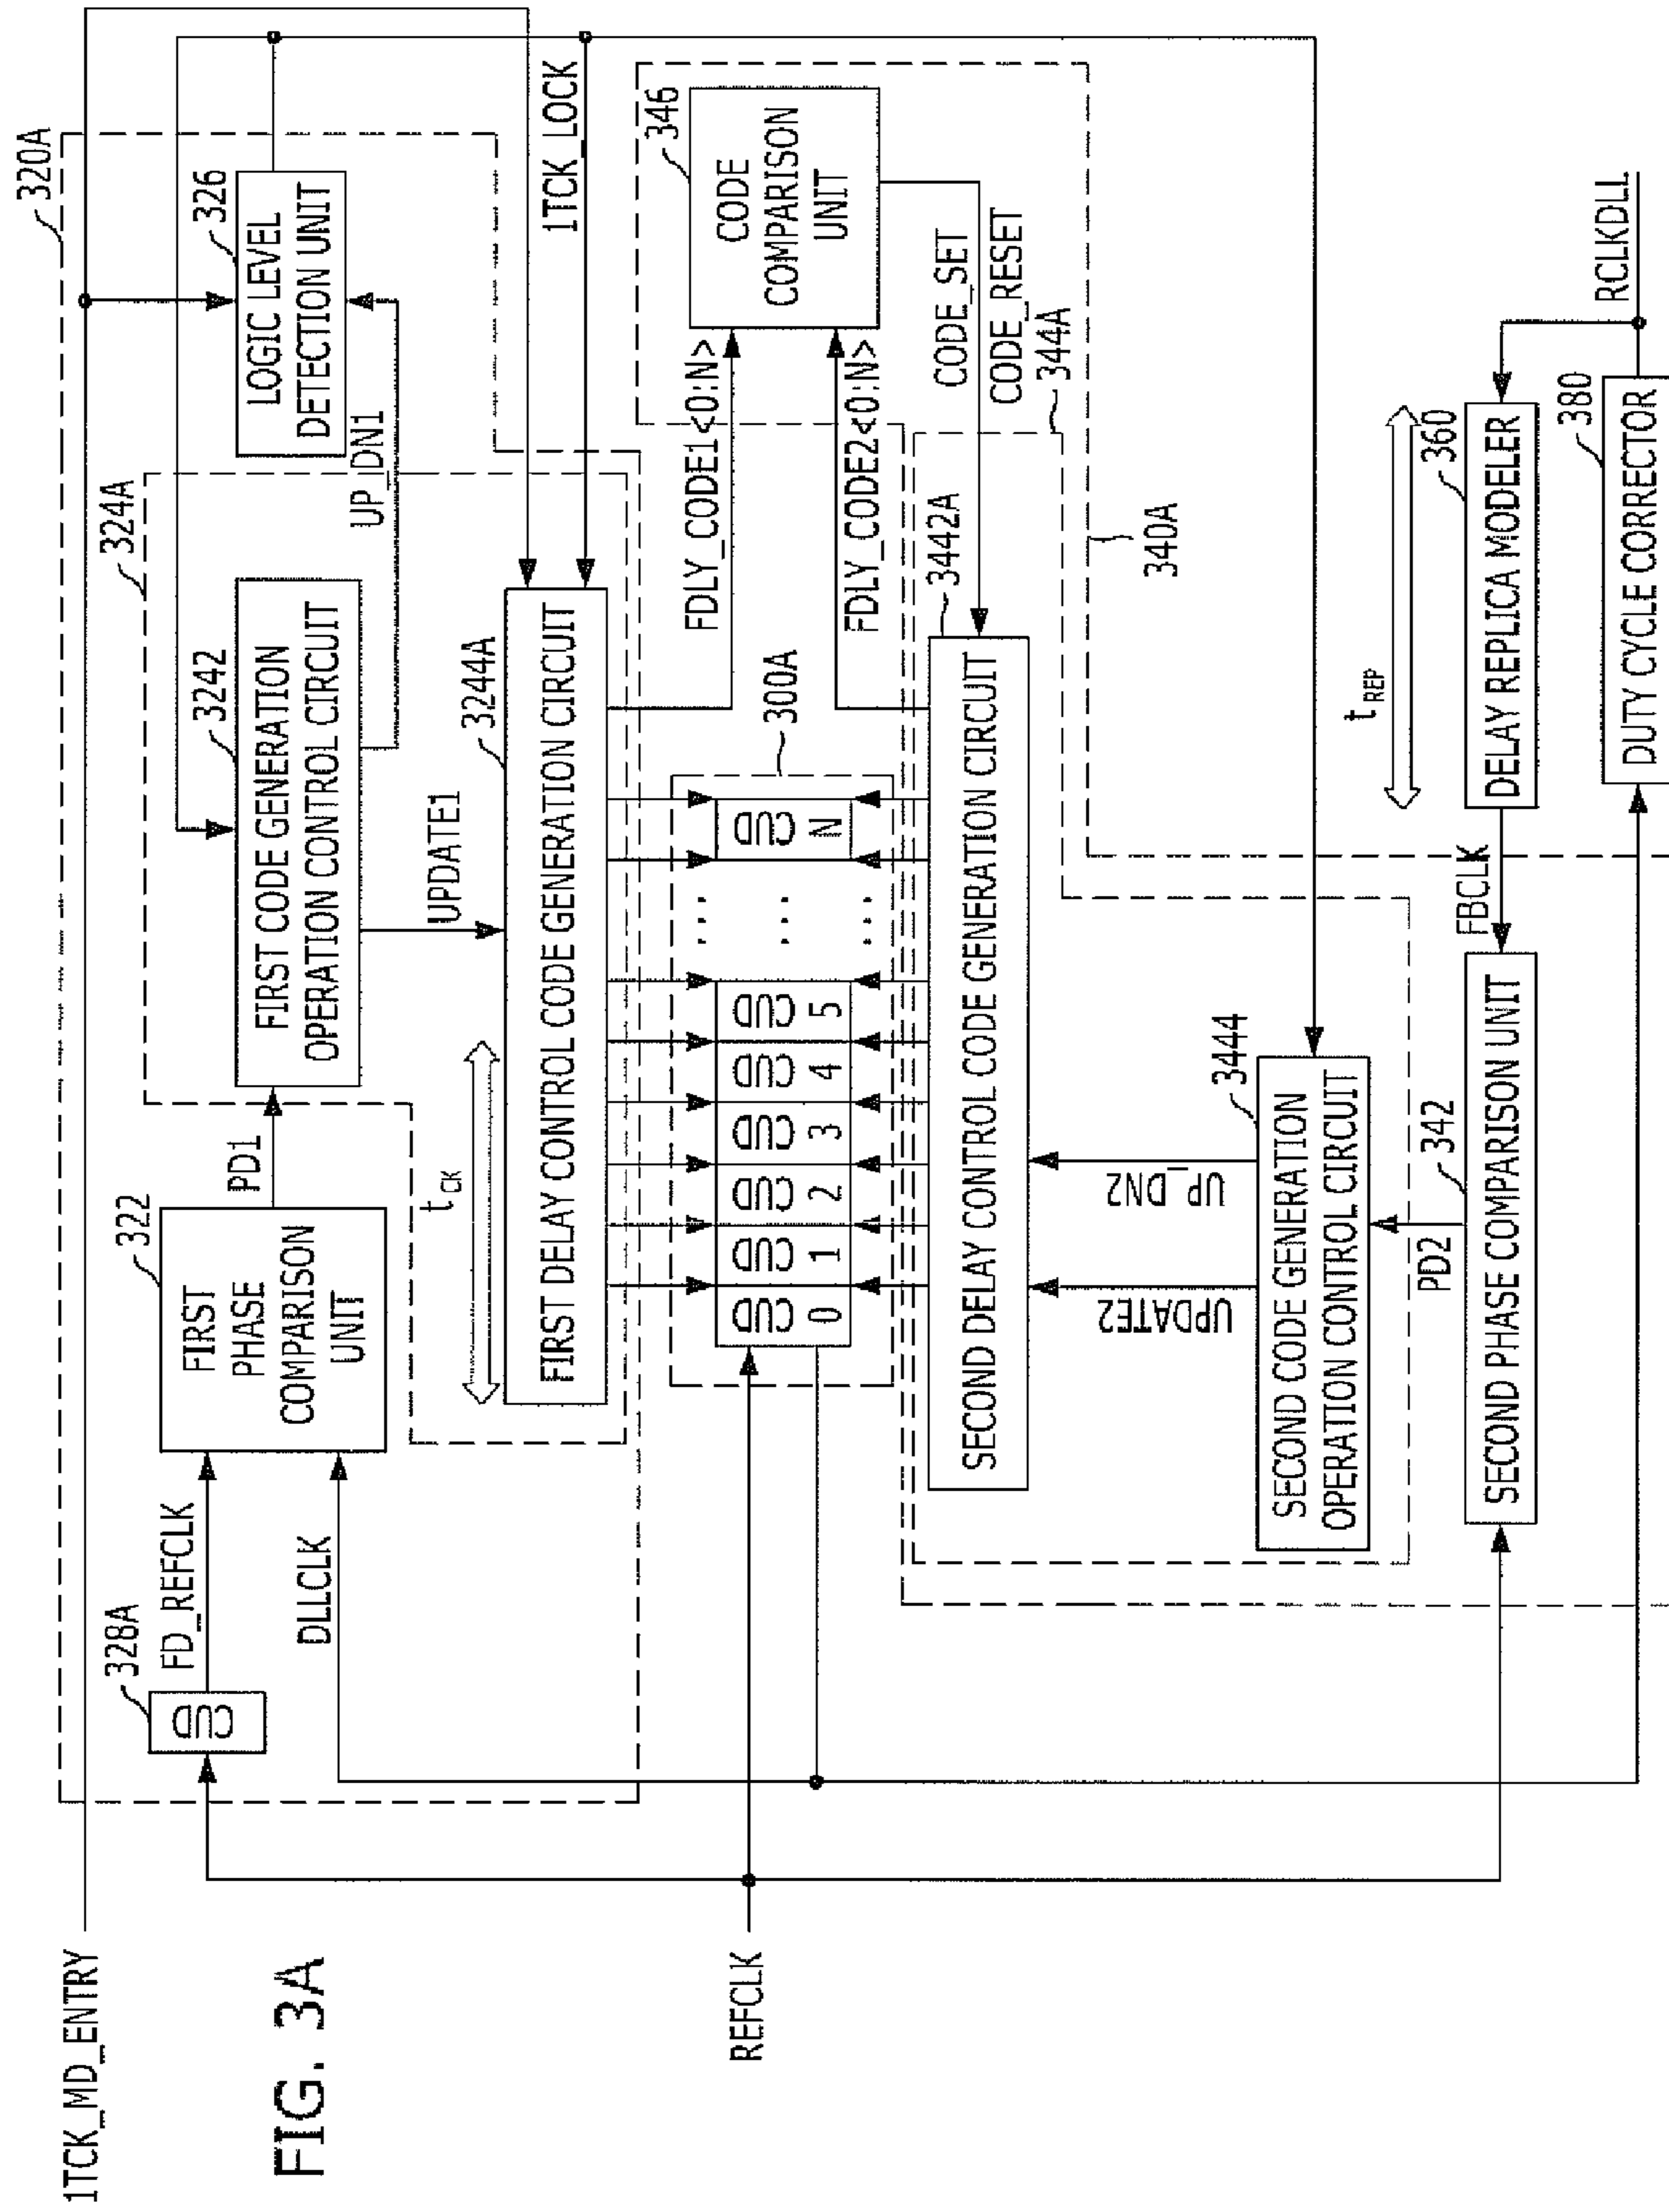 FIG. 3A
1TCK_MD_ENTRY
320A
328A
CUD
FD_REFCLK
DLLCLK
322
FIRST
PHASE
COMPARISON
UNIT
PD1
324A
3242
FIRST CODE GENERATION
OPERATION CONTROL CIRCUIT
UP_DN1
326
LOGIC LEVEL
DETECTION UNIT
UPDATE1
1TCK_LOCK
tCK
3244A
FIRST DELAY CONTROL CODE GENERATION CIRCUIT
FDLY_CODE1<0:N>
346
CODE
COMPARISON
UNIT
REFCLK
300A
CUD 0
CUD 1
CUD 2
CUD 3
CUD 4
CUD 5
...
...
...
CUD N
FDLY_CODE2<0:N>
CODE_SET
CODE_RESET
344A
3442A
SECOND DELAY CONTROL CODE GENERATION CIRCUIT
340A
UPDATE2
UP_DN2
3444
SECOND CODE GENERATION
OPERATION CONTROL CIRCUIT
PD2
342
SECOND PHASE COMPARISON UNIT
FBCLK
tREP
360
DELAY REPLICA MODELER
380
DUTY CYCLE CORRECTOR
RCLKDLL